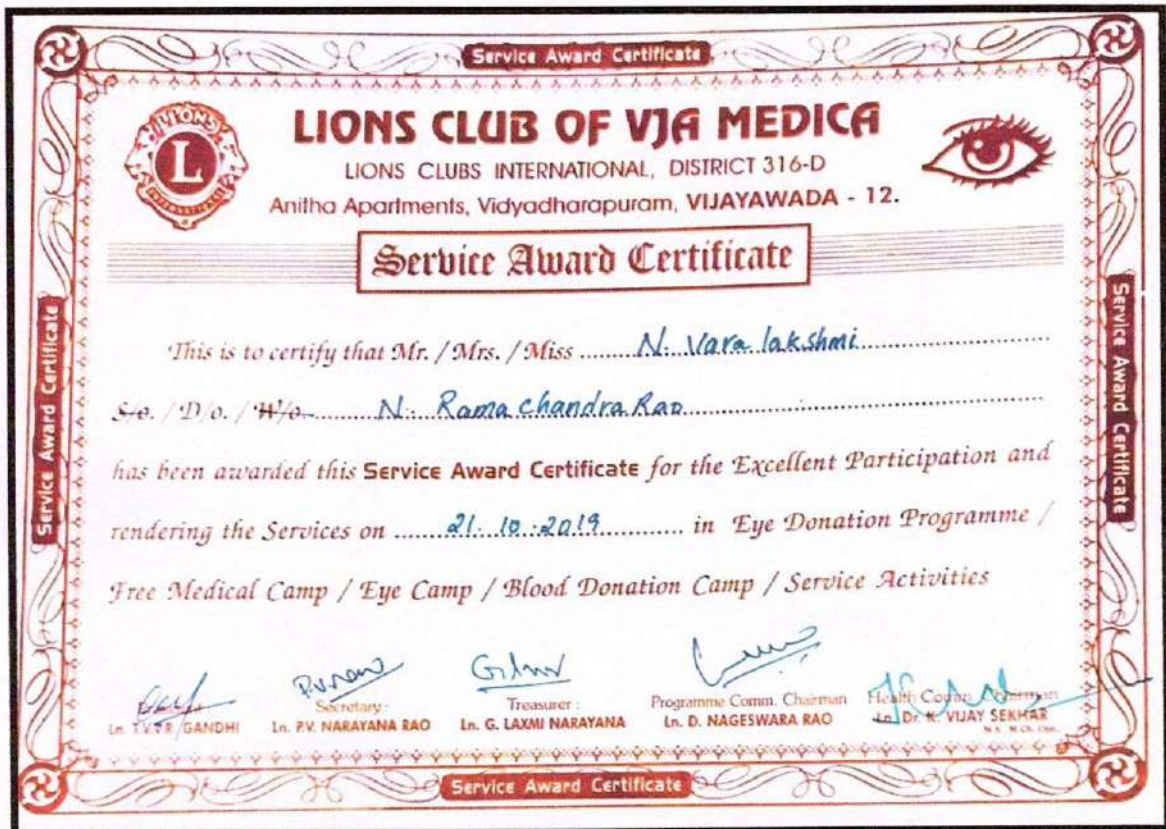 Service Award Certificate
LIONS
L
INTERNATIONAL
LIONS CLUB OF VJA MEDICA
LIONS CLUBS INTERNATIONAL, DISTRICT 316-D
Anitha Apartments, Vidyadharapuram, VIJAYAWADA - 12.
Service Award Certificate
Service Award Certificate
Service Award Certificate
This is to certify that Mr. / Mrs. / Miss N. Vara lakshmi
S/o. / D/o. / W/o. N. Rama chandra Rao
has been awarded this Service Award Certificate for the Excellent Participation and
rendering the Services on 21.10.2019 in Eye Donation Programme /
Free Medical Camp / Eye Camp / Blood Donation Camp / Service Activities
Secretary : Treasurer : Programme Comm. Chairman Health Comm. Chairman
Ln. T.V.P.R. GANDHI Ln. P.V. NARAYANA RAO Ln. G. LAXMI NARAYANA Ln. D. NAGESWARA RAO Ln. Dr. K. VIJAY SEKHAR
Service Award Certificate